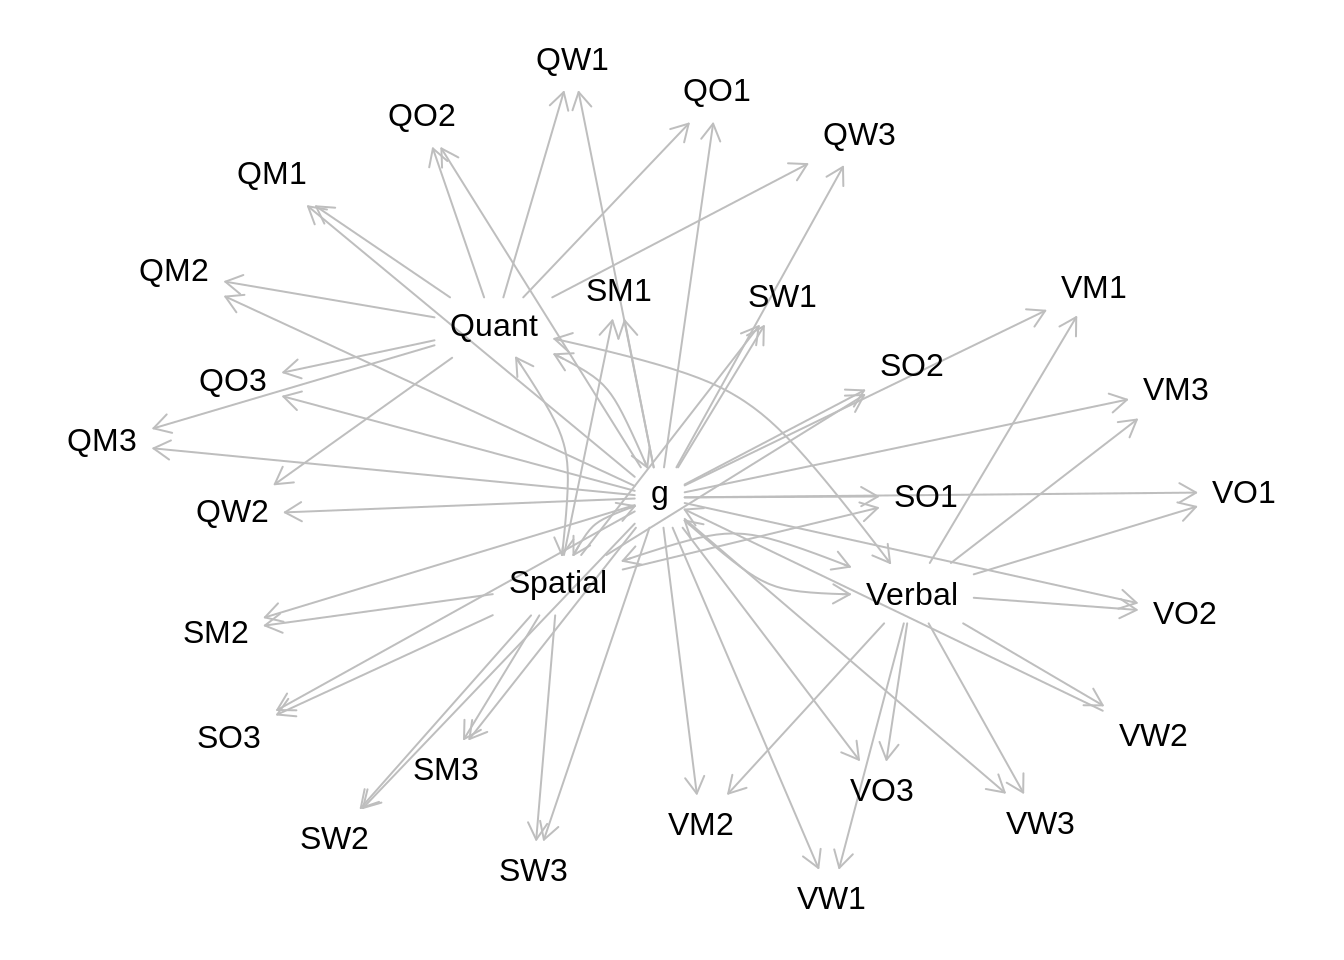 QW1
QO1
QO2
QW3
QM1
QM2
SM1
VM1
SW1
Quant
SO2
QO3
VM3
QM3
g
VO1
SO1
QW2
Spatial
Verbal
VO2
SM2
SO3
VW2
SM3
VO3
VM2
VW3
SW2
SW3
VW1